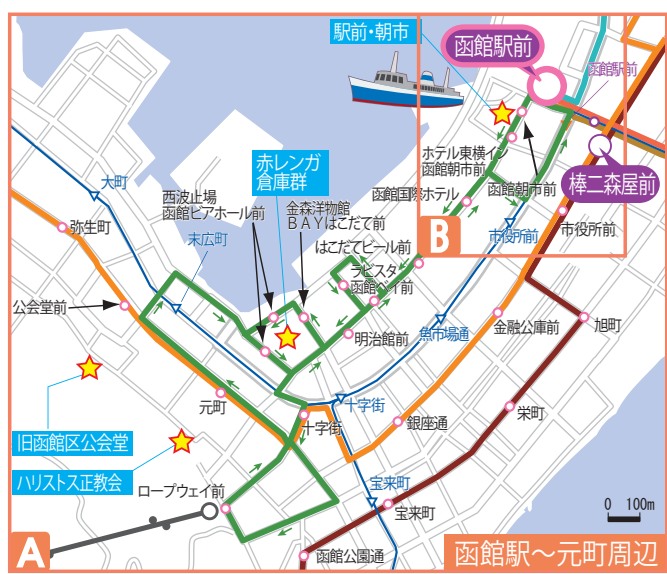 駅前・朝市
函館駅前
函館駅前
赤レンガ
倉庫群
ホテル東横イン
函館朝市前
函館朝市前
棒二森屋前
大町
西波止場
函館ビアホール前
金森洋物館
BAYはこだて前
函館国際ホテル
B
市役所前
市役所前
弥生町
末広町
はこだてビール前
ラビスタ
函館ベイ前
公会堂前
明治館前
魚市場通
金融公庫前
旭町
元町
十字街
十字街
銀座通
栄町
旧函館区公会堂
ハリストス正教会
ロープウェイ前
宝来町
宝来町
0 100m
A
函館公園通
函館駅～元町周辺